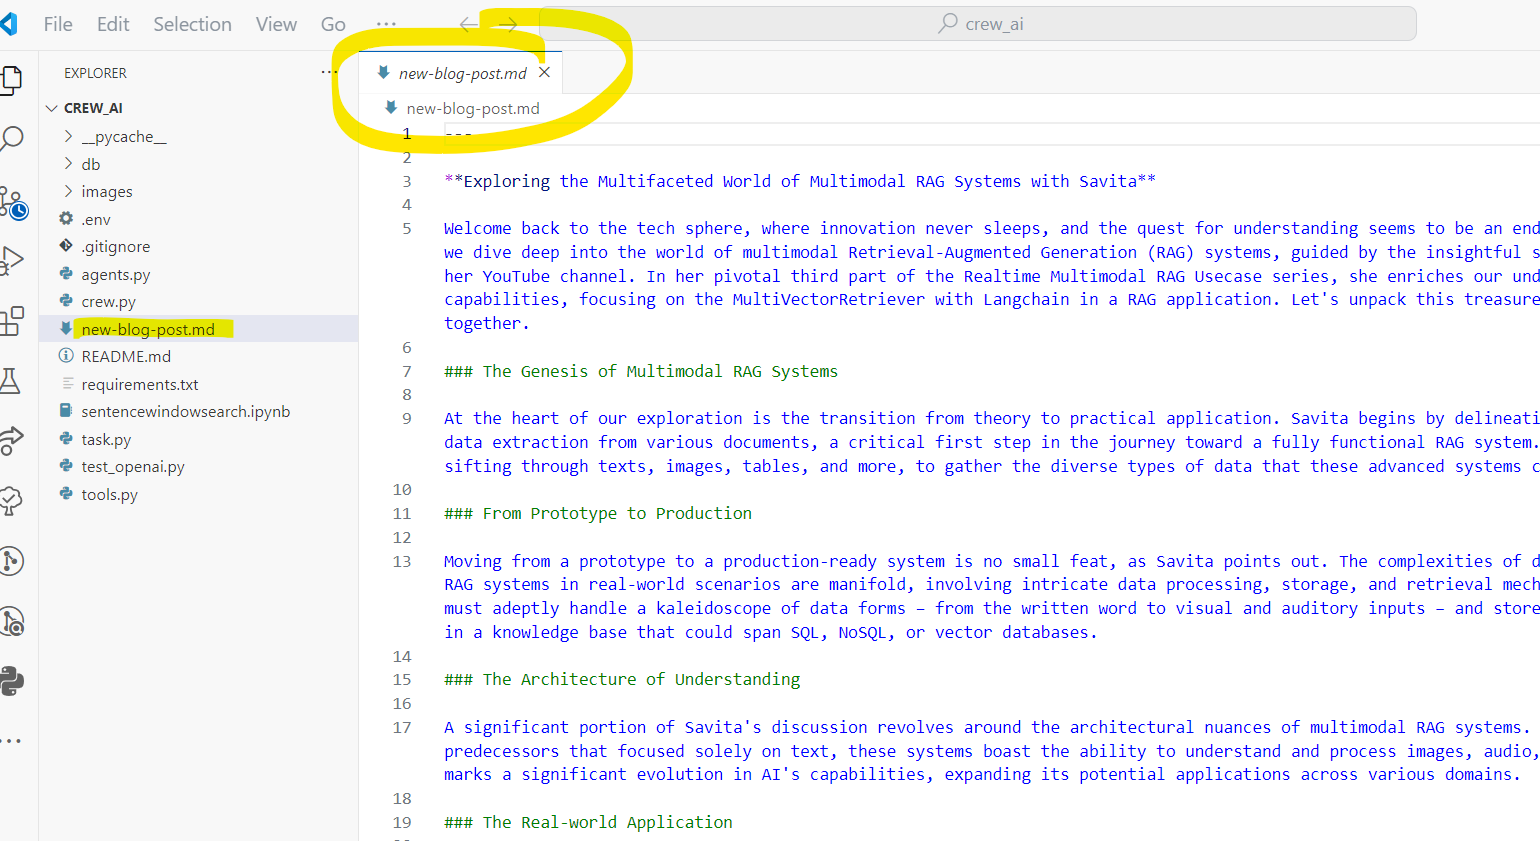 File Edit Selection View Go ··· ← → crew_ai
EXPLORER ···
new-blog-post.md ×
CREW_AI
new-blog-post.md
__pycache__
db
images
.env
.gitignore
agents.py
crew.py
new-blog-post.md
README.md
requirements.txt
sentencewindowsearch.ipynb
task.py
test_openai.py
tools.py
1 ---
2
3 **Exploring the Multifaceted World of Multimodal RAG Systems with Savita**
4
5 Welcome back to the tech sphere, where innovation never sleeps, and the quest for understanding seems to be an end
we dive deep into the world of multimodal Retrieval-Augmented Generation (RAG) systems, guided by the insightful s
her YouTube channel. In her pivotal third part of the Realtime Multimodal RAG Usecase series, she enriches our und
capabilities, focusing on the MultiVectorRetriever with Langchain in a RAG application. Let's unpack this treasure
together.
6
7 ### The Genesis of Multimodal RAG Systems
8
9 At the heart of our exploration is the transition from theory to practical application. Savita begins by delineati
data extraction from various documents, a critical first step in the journey toward a fully functional RAG system.
sifting through texts, images, tables, and more, to gather the diverse types of data that these advanced systems c
10
11 ### From Prototype to Production
12
13 Moving from a prototype to a production-ready system is no small feat, as Savita points out. The complexities of d
RAG systems in real-world scenarios are manifold, involving intricate data processing, storage, and retrieval mech
must adeptly handle a kaleidoscope of data forms – from the written word to visual and auditory inputs – and store
in a knowledge base that could span SQL, NoSQL, or vector databases.
14
15 ### The Architecture of Understanding
16
17 A significant portion of Savita's discussion revolves around the architectural nuances of multimodal RAG systems.
predecessors that focused solely on text, these systems boast the ability to understand and process images, audio,
marks a significant evolution in AI's capabilities, expanding its potential applications across various domains.
18
19 ### The Real-world Application